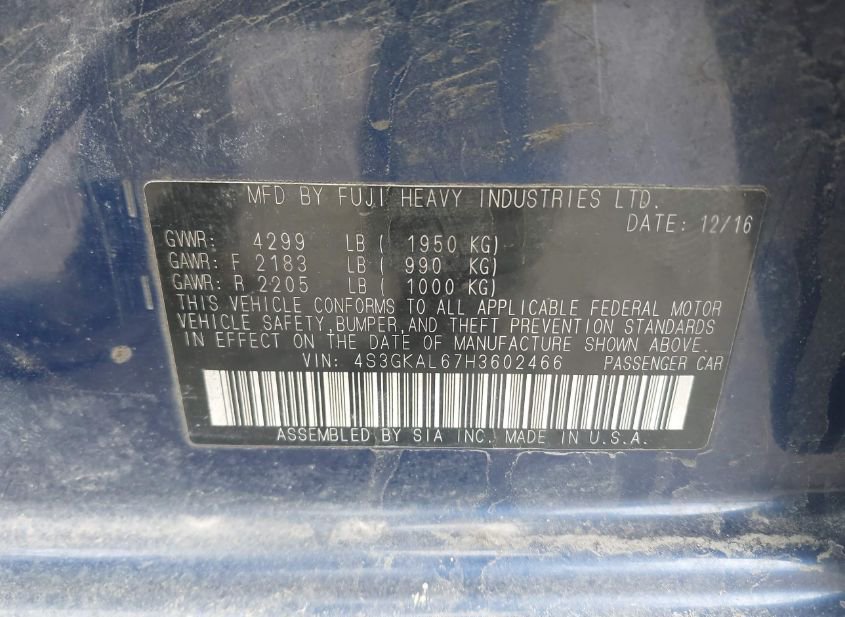 MFD BY FUJI HEAVY INDUSTRIES LTD.
DATE: 12/16
GVWR: 4299 LB ( 1950 KG)
GAWR: F 2183 LB ( 990 KG)
GAWR: R 2205 LB ( 1000 KG)
THIS VEHICLE CONFORMS TO ALL APPLICABLE FEDERAL MOTOR
VEHICLE SAFETY,BUMPER,AND THEFT PREVENTION STANDARDS
IN EFFECT ON THE DATE OF MANUFACTURE SHOWN ABOVE.
VIN: 4S3GKAL67H3602466 PASSENGER CAR
ASSEMBLED BY SIA INC. MADE IN U.S.A.